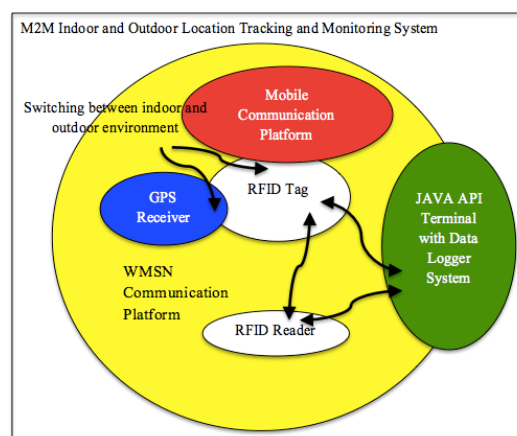 M2M Indoor and Outdoor Location Tracking and Monitoring System
Mobile
Communication
Platform
Switching between indoor and
outdoor environment
RFID Tag
GPS
Receiver
JAVA API
Terminal
with Data
Logger
System
WMSN
Communication
Platform
RFID Reader